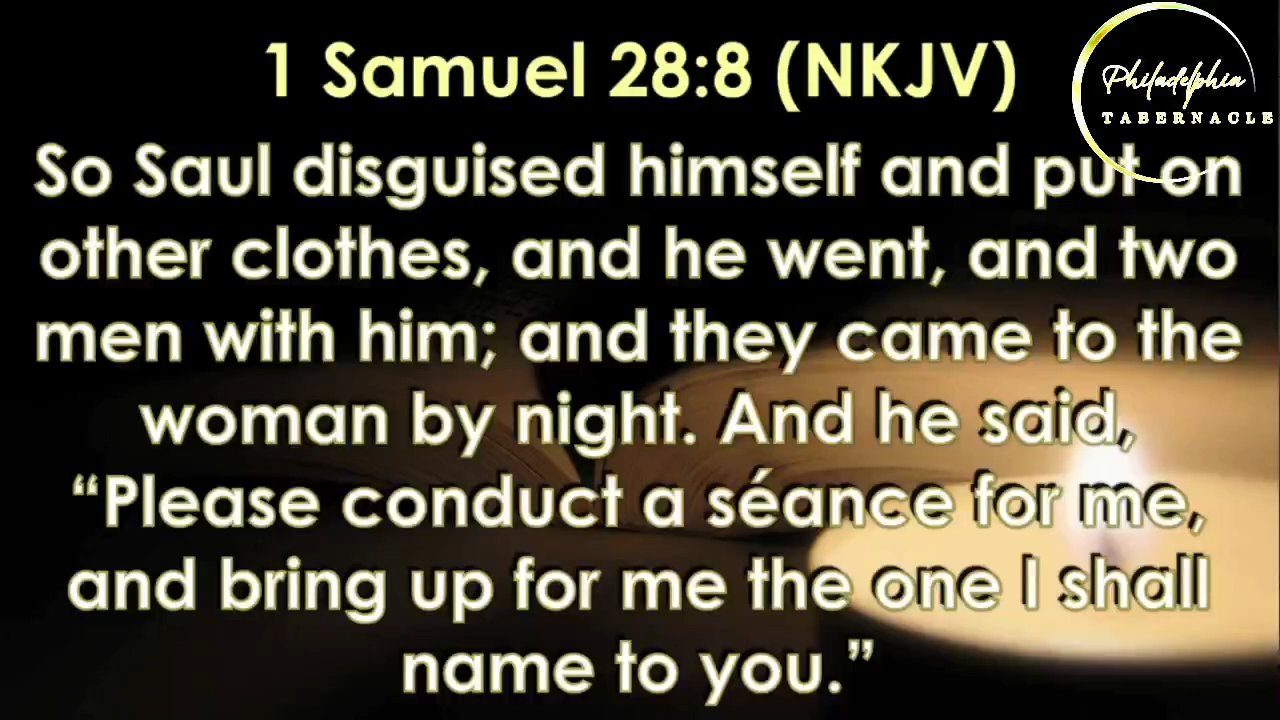 1 Samuel 28:8 (NKJV)
Philadelphia
TABERNACLE
So Saul disguised himself and put on
other clothes, and he went, and two
men with him; and they came to the
woman by night. And he said,
“Please conduct a séance for me,
and bring up for me the one I shall
name to you.”